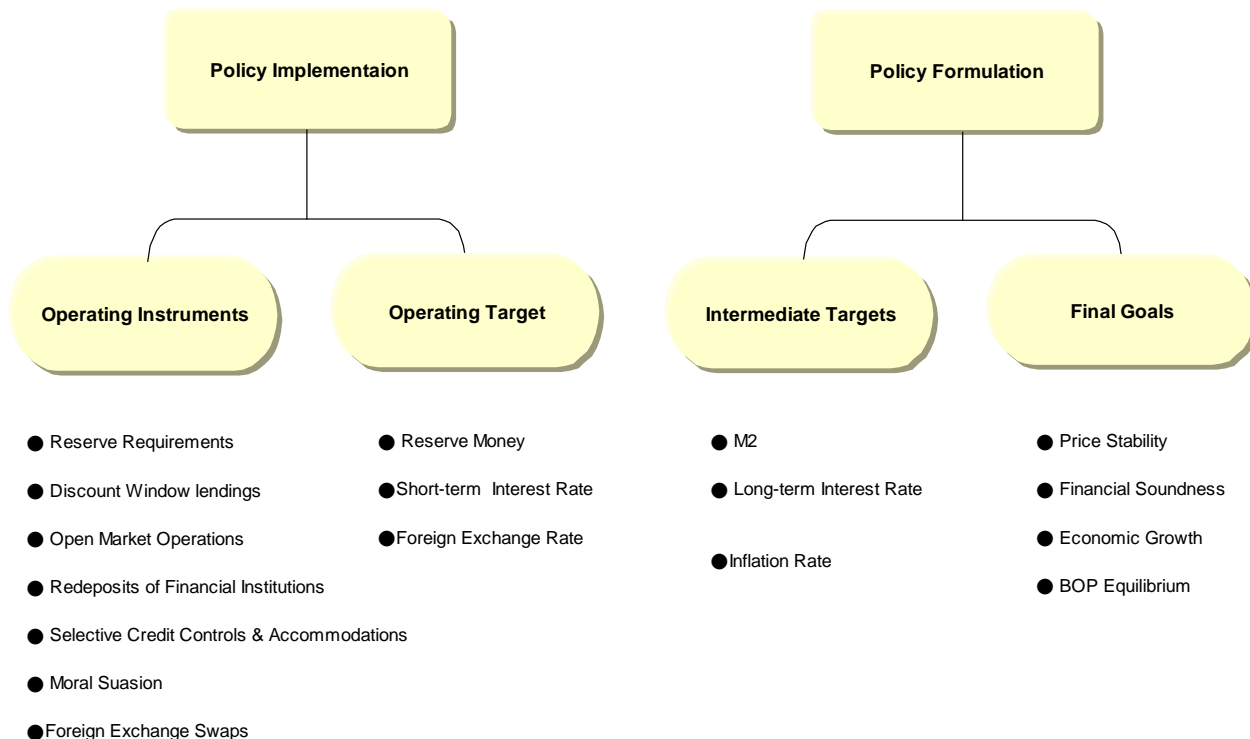 Policy Implementaion
Policy Formulation
Operating Instruments
Operating Target
Intermediate Targets
Final Goals
● Reserve Requirements
● Discount Window lendings
● Open Market Operations
● Redeposits of Financial Institutions
● Selective Credit Controls & Accommodations
● Moral Suasion
●Foreign Exchange Swaps
● Reserve Money
●Short-term Interest Rate
●Foreign Exchange Rate
● M2
● Long-term Interest Rate
●Inflation Rate
● Price Stability
● Financial Soundness
● Economic Growth
● BOP Equilibrium